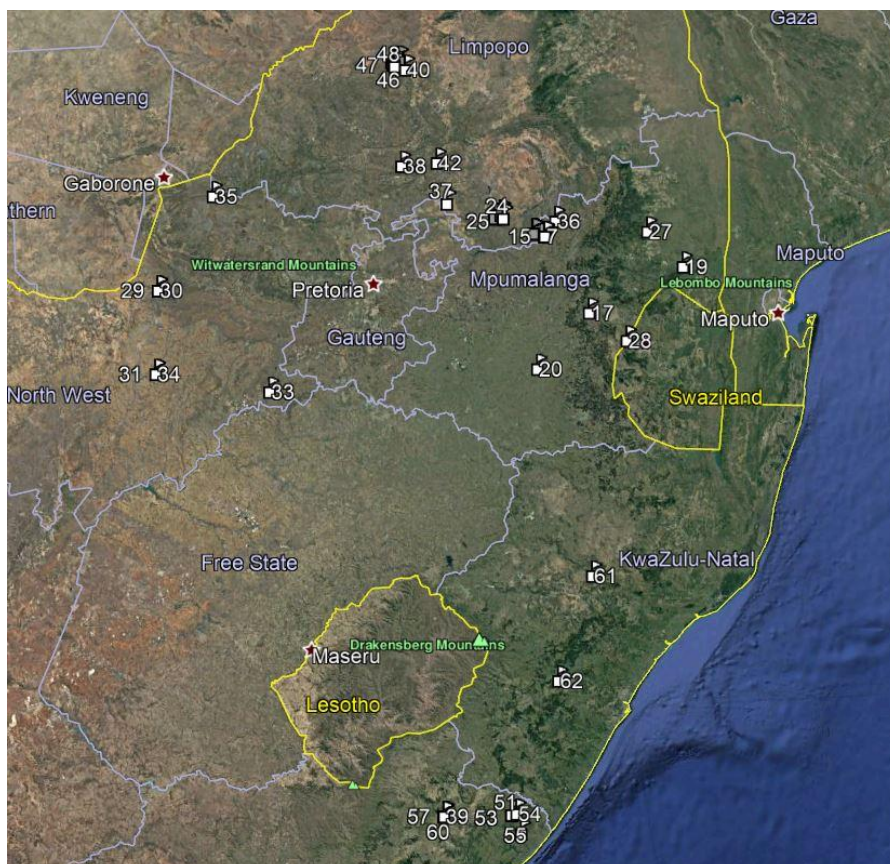 Gaza
Limpopo
48
47
40
46
Kweneng
38
42
Gaborone
35
37
thern
24
25
36
15
7
27
Maputo
19
Witwatersrand Mountains
Mpumalanga
Lebombo Mountains
29
30
Pretoria
17
Maputo
Gauteng
28
31
34
20
North West
33
Swaziland
Free State
KwaZulu-Natal
61
Drakensberg Mountains
Maseru
62
Lesotho
51
57
39
53
54
60
55